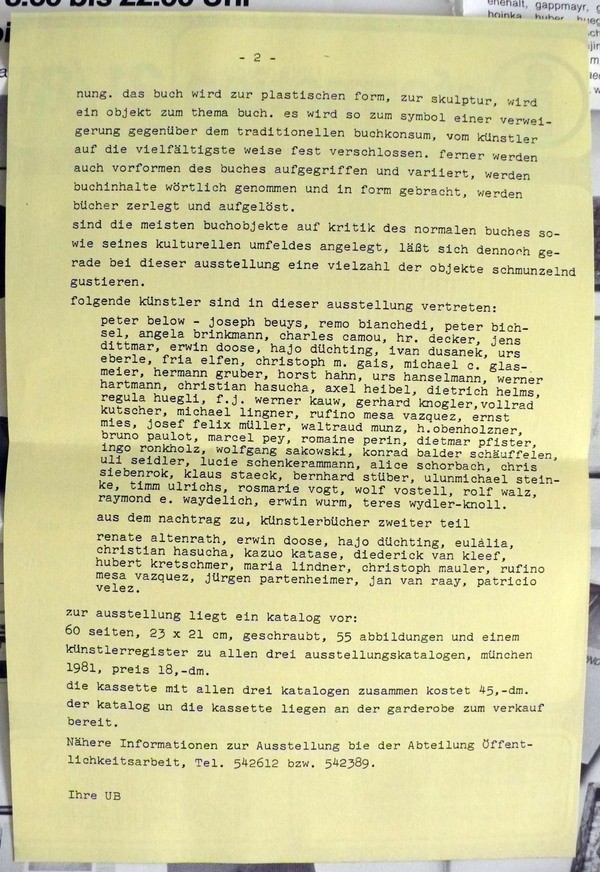 8.30 bis 22.00 Uhr
ehehalt, gappmayr, g
hoinka, huber, hueg
- 2 -
nung. das buch wird zur plastischen form, zur skulptur, wird
ein objekt zum thema buch. es wird so zum symbol einer verwei-
gerung gegenüber dem traditionellen buchkonsum, vom künstler
auf die vielfältigste weise fest verschlossen. ferner werden
auch vorformen des buches aufgegriffen und variiert, werden
buchinhalte wörtlich genommen und in form gebracht, werden
bücher zerlegt und aufgelöst.
sind die meisten buchobjekte auf kritik des normalen buches so-
wie seines kulturellen umfeldes angelegt, läßt sich dennoch ge-
rade bei dieser ausstellung eine vielzahl der objekte schmunzelnd
gustieren.
folgende künstler sind in dieser ausstellung vertreten:
peter below - joseph beuys, remo bianchedi, peter bich-
sel, angela brinkmann, charles camou, hr. decker, jens
dittmar, erwin doose, hajo düchting, ivan dusanek, urs
eberle, fria elfen, christoph m. gais, michael c. glas-
meier, hermann gruber, horst hahn, urs hanselmann, werner
hartmann, christian hasucha, axel heibel, dietrich helms,
regula huegli, f.j. werner kauw, gerhard knogler,vollrad
kutscher, michael lingner, rufino mesa vazquez, ernst
mies, josef felix müller, waltraud munz, h.obenholzner,
bruno paulot, marcel pey, romaine perin, dietmar pfister,
ingo ronkholz, wolfgang sakowski, konrad balder schäuffelen,
uli seidler, lucie schenkerammann, alice schorbach, chris
siebenrok, klaus staeck, bernhard stüber, ulunmichael stein-
ke, timm ulrichs, rosmarie vogt, wolf vostell, rolf walz,
raymond e. waydelich, erwin wurm, teres wydler-knoll.
aus dem nachtrag zu, künstlerbücher zweiter teil
renate altenrath, erwin doose, hajo düchting, eulàlia,
christian hasucha, kazuo katase, diederick van kleef,
hubert kretschmer, maria lindner, christoph mauler, rufino
mesa vazquez, jürgen partenheimer, jan van raay, patricio
velez.
zur ausstellung liegt ein katalog vor:
60 seiten, 23 x 21 cm, geschraubt, 55 abbildungen und einem
künstlerregister zu allen drei ausstellungskatalogen, münchen
1981, preis 18,-dm.
die kassette mit allen drei katalogen zusammen kostet 45,-dm.
der katalog un die kassette liegen an der garderobe zum verkauf
bereit.
Nähere Informationen zur Ausstellung bie der Abteilung Öffent-
lichkeitsarbeit, Tel. 542612 bzw. 542389.
Ihre UB